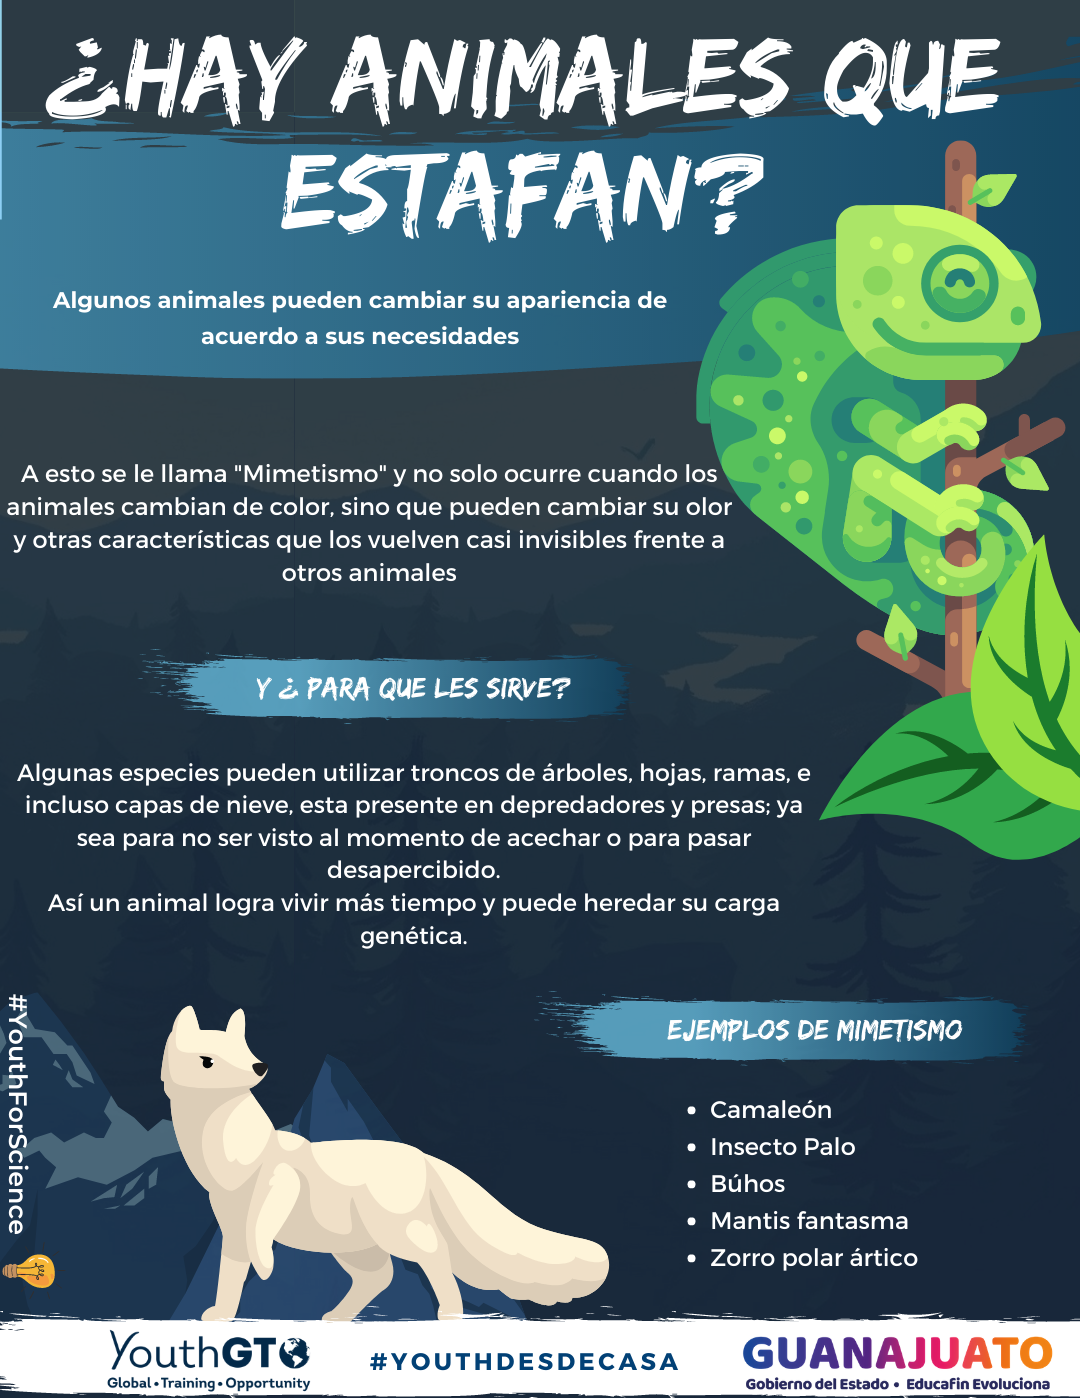 ¿HAY ANIMALES QUE
ESTAFAN?
Algunos animales pueden cambiar su apariencia de
acuerdo a sus necesidades
A esto se le llama "Mimetismo" y no solo ocurre cuando los
animales cambian de color, sino que pueden cambiar su olor
y otras características que los vuelven casi invisibles frente a
otros animales
Y ¿ PARA QUE LES SIRVE?
Algunas especies pueden utilizar troncos de árboles, hojas, ramas, e
incluso capas de nieve, esta presente en depredadores y presas; ya
sea para no ser visto al momento de acechar o para pasar
desapercibido.
Así un animal logra vivir más tiempo y puede heredar su carga
genética.
EJEMPLOS DE MIMETISMO
• Camaleón
• Insecto Palo
• Búhos
• Mantis fantasma
• Zorro polar ártico
#YouthForScience
YouthGTO
Global•Training•Opportunity
#YOUTHDESDECASA
GUANAJUATO
Gobierno del Estado • Educafin Evoluciona